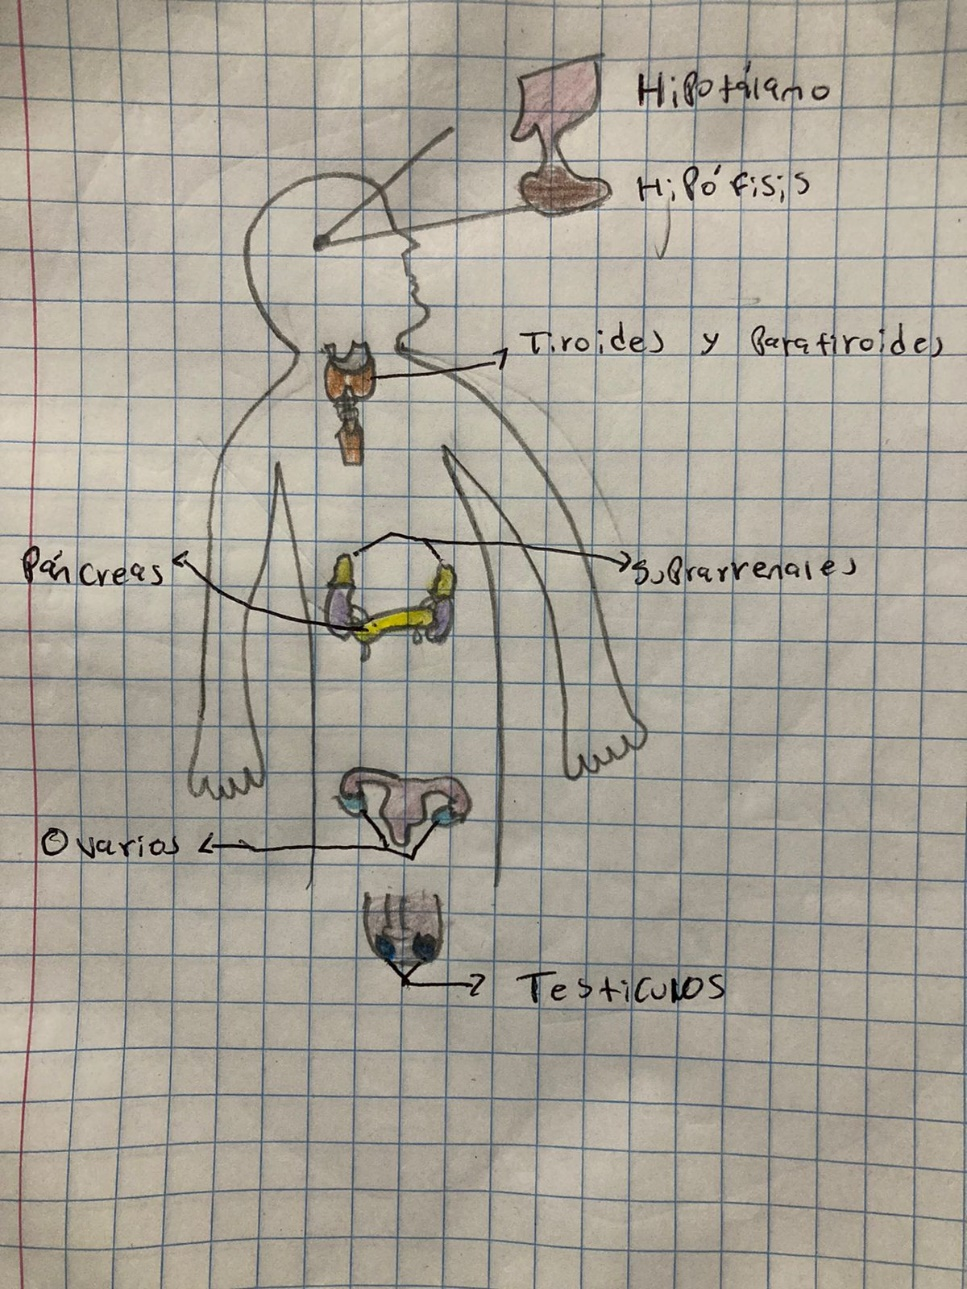 Hipotálamo
Hipófisis
Tiroides y Paratiroides
Páncreas
Suprarrenales
Ovarios
Testiculos